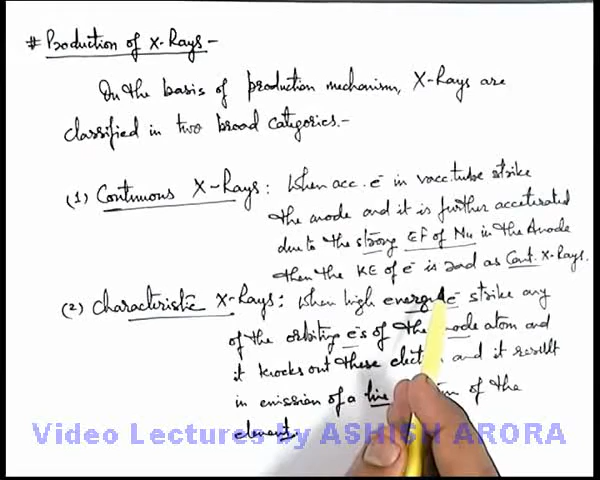 # Production of X-Rays -
On the basis of production mechanism, X-Rays are
classified in two broad categories. -
(1) Continuous X-Rays : When acc. e⁻ in vacc. tube strike
the anode and it is further accelerated
due to the strong EF of Nu in the Anode
then the KE of e⁻ is rad as Cont. X-Rays.
(2) Characteristic X-Rays : When high e⁻ strike any
of the orbiting e⁻s of the atom and
it knocks out these and it result
in emission of a line of the
element.
Video Lectures by ASHISH ARORA